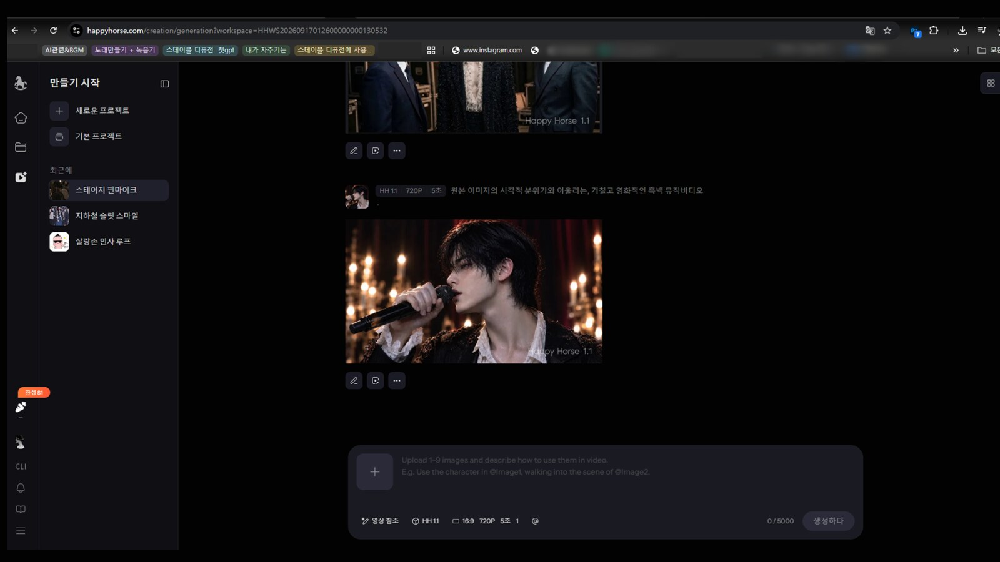 happyhorse.com/creation/generation?workspace=HHWS20260917012600000000130532
7
AI관련&BGM
노래만들기 + 녹음기
스테이블 디퓨전 챗gpt
내가 자주키는
스테이블 디퓨전에 사용...
www.instagram.com
»
만들기 시작
새로운 프로젝트
기본 프로젝트
최근에
스테이지 핀마이크
지하철 슬릿 스마일
살랑손 인사 루프
한정 $1
CLI
Happy Horse 1.1
HH 1.1 720P 5초 원본 이미지의 시각적 분위기와 어울리는, 거칠고 영화적인 흑백 뮤직비디오
.
Happy Horse 1.1
Upload 1-9 images and describe how to use them in video.
E.g. Use the character in @Image1, walking into the scene of @Image2.
영상 참조 HH 1.1 16:9 720P 5초 1 @ 0 / 5000 생성하다